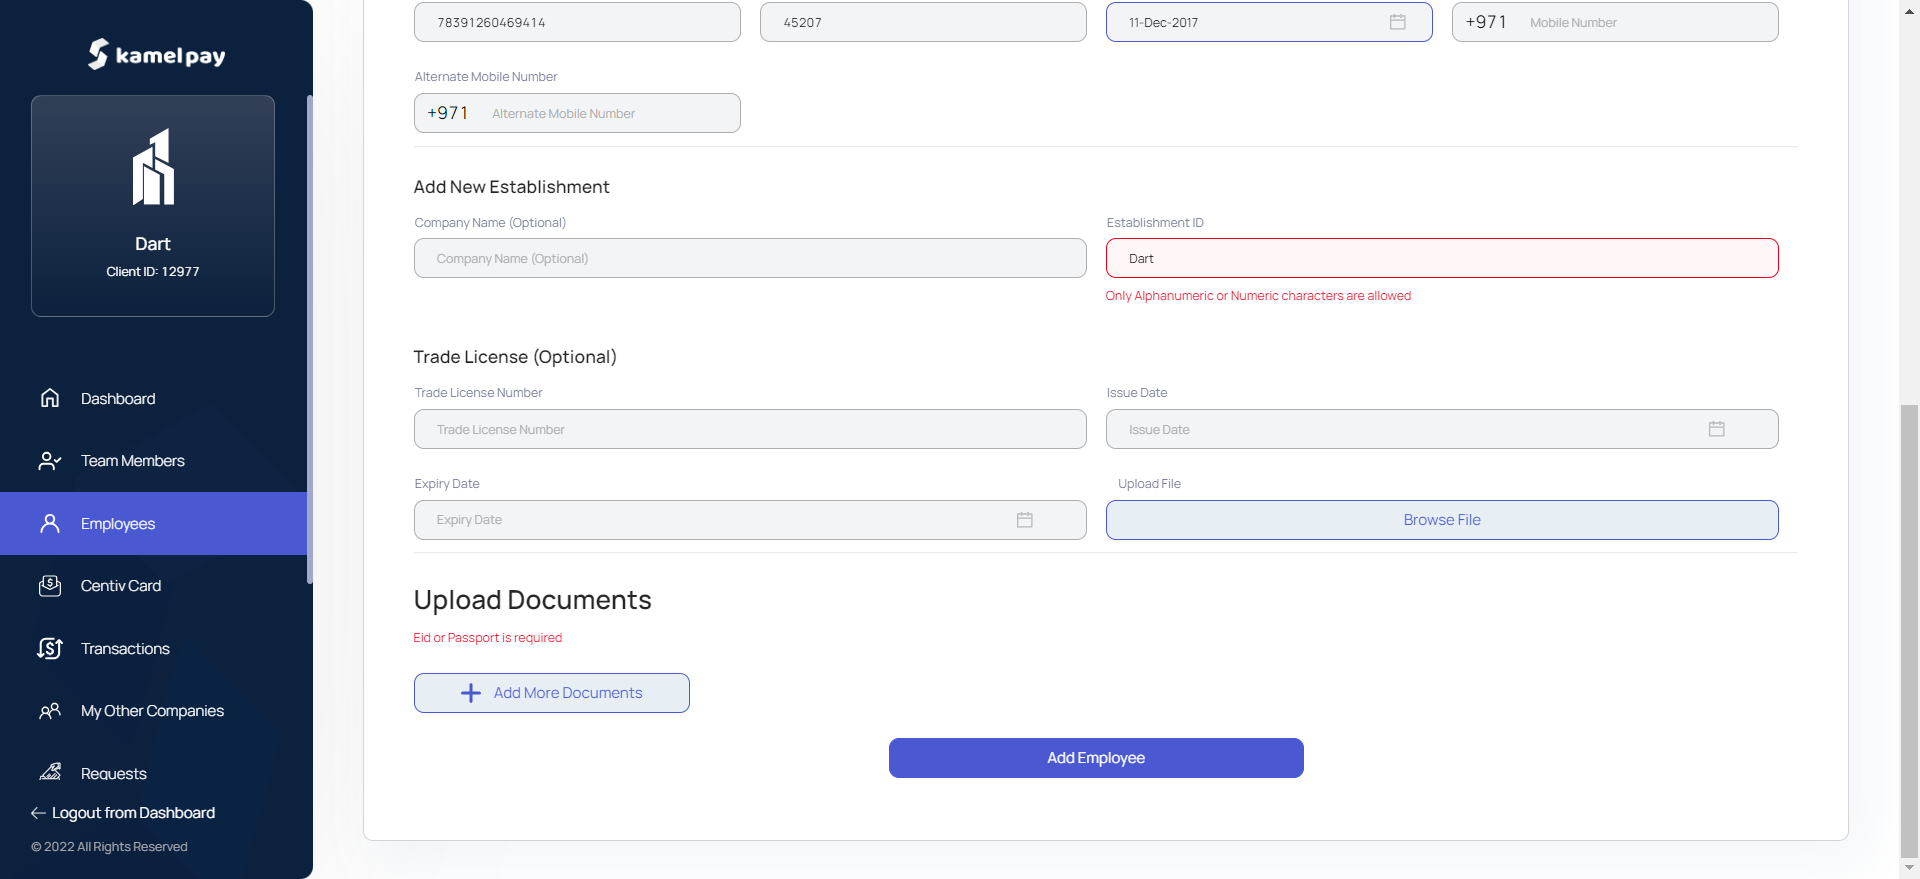 kamelpay
Dart
Client ID: 12977
Dashboard
Team Members
Employees
Centiv Card
Transactions
My Other Companies
Requests
Logout from Dashboard
© 2022 All Rights Reserved
78391260469414
45207
11-Dec-2017
+971 Mobile Number
Alternate Mobile Number
+971 Alternate Mobile Number
Add New Establishment
Company Name (Optional)
Company Name (Optional)
Establishment ID
Dart
Only Alphanumeric or Numeric characters are allowed
Trade License (Optional)
Trade License Number
Trade License Number
Issue Date
Issue Date
Expiry Date
Expiry Date
Upload File
Browse File
Upload Documents
Eid or Passport is required
Add More Documents
Add Employee